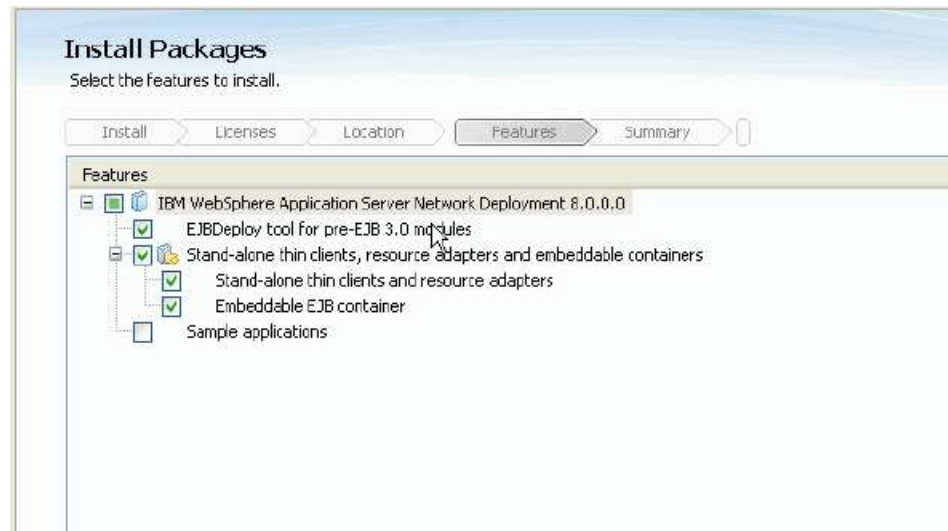 Install Packages
Select the features to install.
Install Licenses Location Features Summary
Features
IBM WebSphere Application Server Network Deployment 8.0.0.0
EJBDeploy tool for pre-EJB 3.0 modules
Stand-alone thin clients, resource adapters and embeddable containers
Stand-alone thin clients and resource adapters
Embeddable EJB container
Sample applications